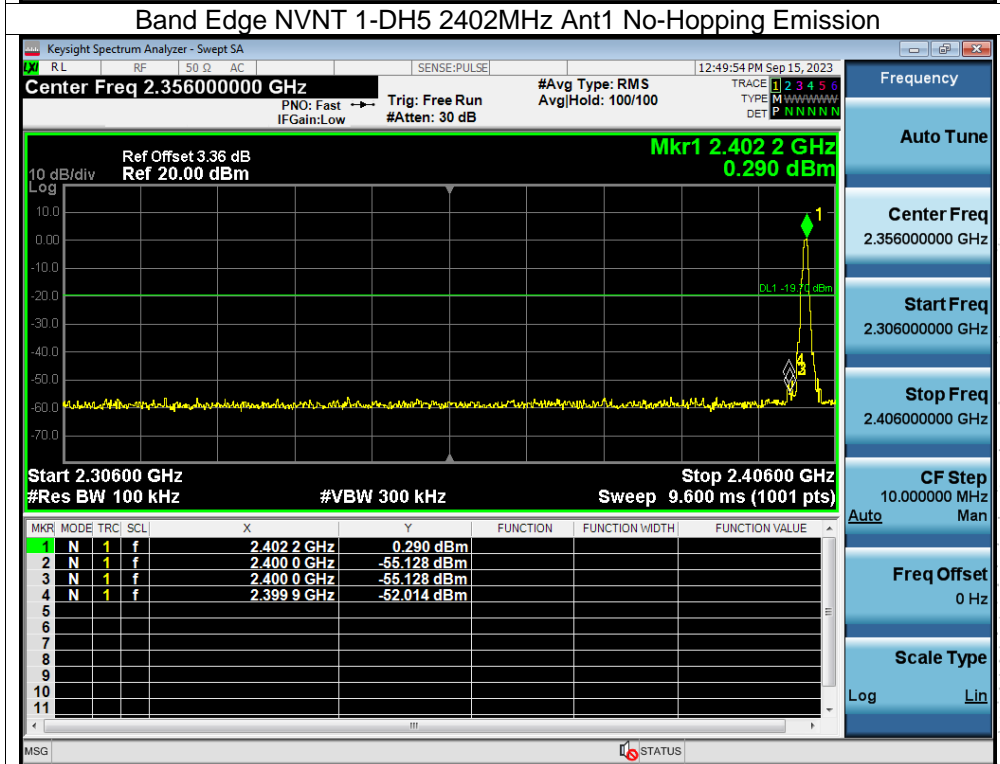 Band Edge NVNT 1-DH5 2402MHz Ant1 No-Hopping Emission
Keysight Spectrum Analyzer - Swept SA
LXI RL RF 50 Ω AC SENSE:PULSE 12:49:54 PM Sep 15, 2023
Center Freq 2.356000000 GHz
PNO: Fast
IFGain:Low
Trig: Free Run
#Atten: 30 dB
#Avg Type: RMS
Avg|Hold: 100/100
TRACE 1 2 3 4 5 6
TYPE M WWWWW
DET P N N N N N
Ref Offset 3.36 dB
10 dB/div Ref 20.00 dBm
Log
Mkr1 2.402 2 GHz
0.290 dBm
10.0
0.00
-10.0
-20.0
-30.0
-40.0
-50.0
-60.0
-70.0
1
DL1 -19.70 dBm
4
3
Start 2.30600 GHz Stop 2.40600 GHz
#Res BW 100 kHz #VBW 300 kHz Sweep 9.600 ms (1001 pts)
MKR MODE TRC SCL X Y FUNCTION FUNCTION WIDTH FUNCTION VALUE
1 N 1 f 2.402 2 GHz 0.290 dBm
2 N 1 f 2.400 0 GHz -55.128 dBm
3 N 1 f 2.400 0 GHz -55.128 dBm
4 N 1 f 2.399 9 GHz -52.014 dBm
5
6
7
8
9
10
11
MSG STATUS
Frequency
Auto Tune
Center Freq
2.356000000 GHz
Start Freq
2.306000000 GHz
Stop Freq
2.406000000 GHz
CF Step
10.000000 MHz
Auto Man
Freq Offset
0 Hz
Scale Type
Log Lin